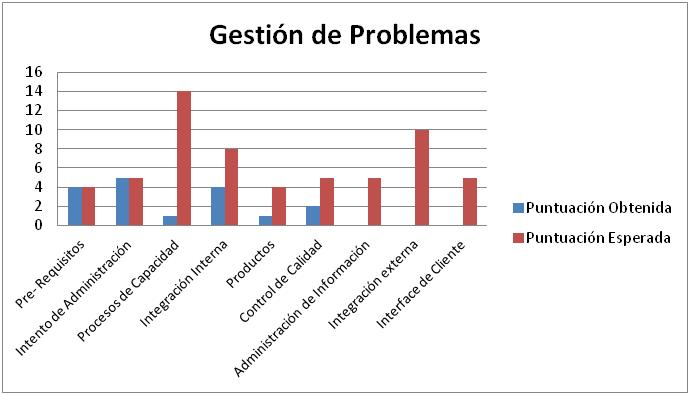 Gestión de Problemas
16
14
12
10
8
6
4
2
0
Pre- Requisitos
Intento de Administración
Procesos de Capacidad
Integración Interna
Productos
Control de Calidad
Administración de Información
Integración externa
Interface de Cliente
Puntuación Obtenida
Puntuación Esperada